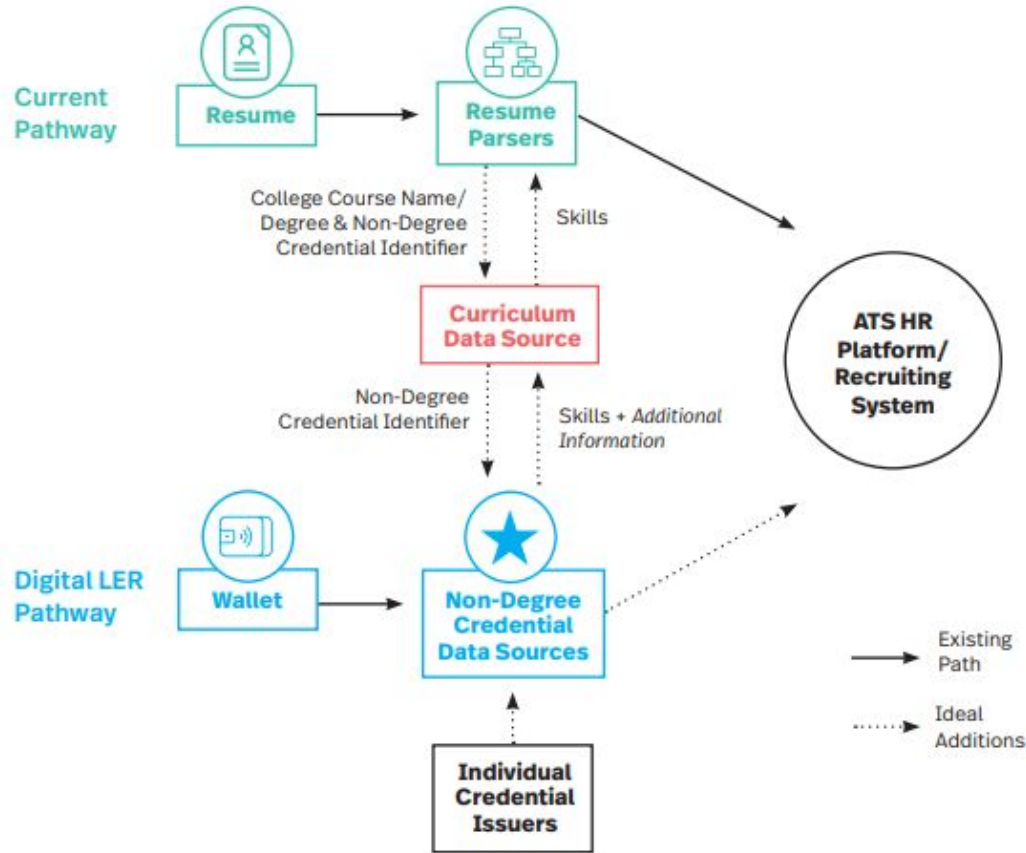 Current
Pathway
Resume
Resume
Parsers
College Course Name/
Degree & Non-Degree
Credential Identifier
Skills
Curriculum
Data Source
ATS HR
Platform/
Recruiting
System
Non-Degree
Credential Identifier
Skills + Additional
Information
Digital LER
Pathway
Wallet
Non-Degree
Credential
Data Sources
Existing
Path
Ideal
Additions
Individual
Credential
Issuers